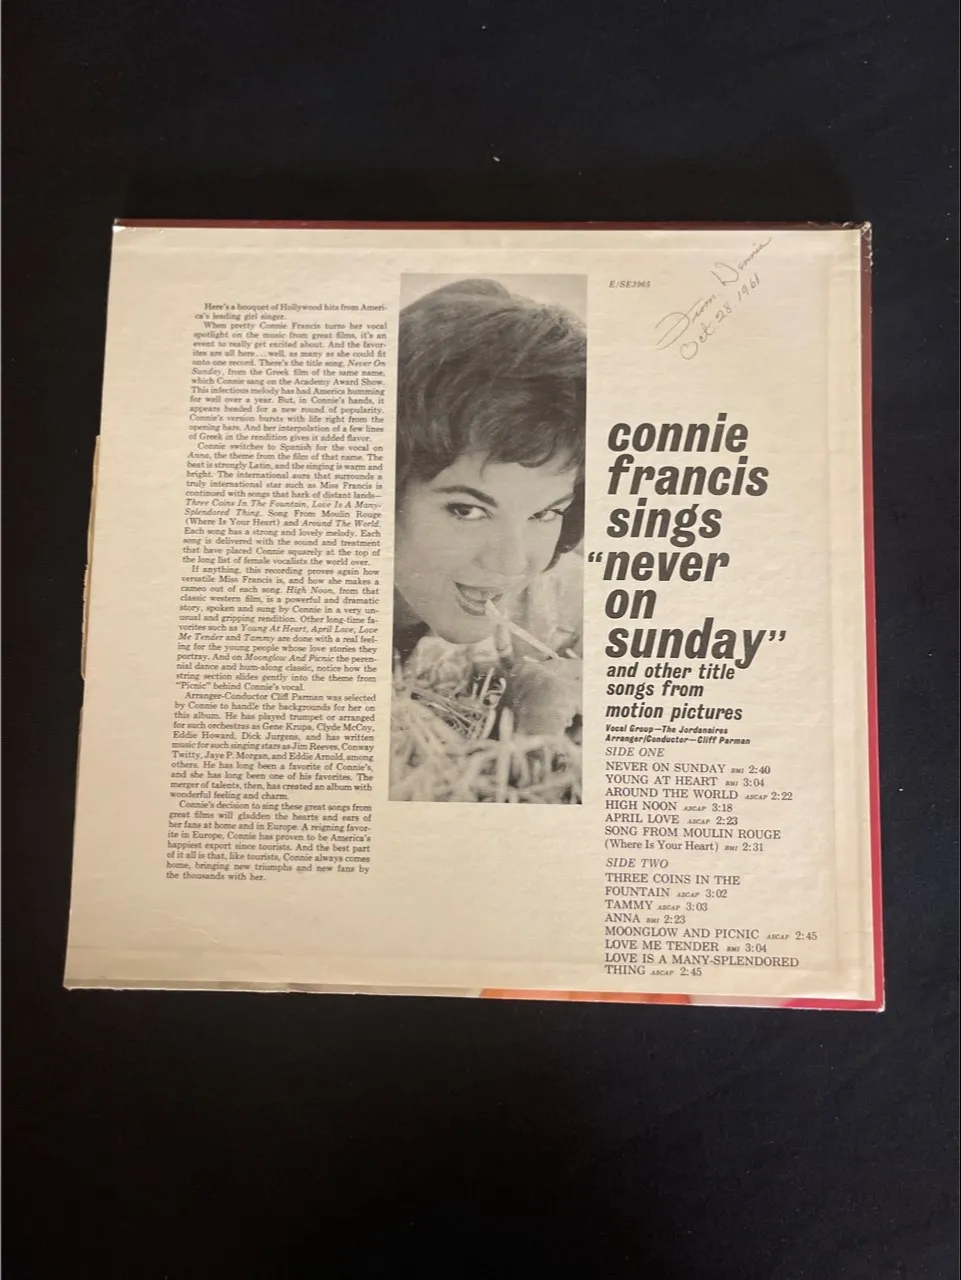 Here's a bouquet of Hollywood hits from Ameri-
ca's leading girl singer.
When pretty Connie Francis turns her vocal
spotlight on the music from great films, it's an
event to really get excited about. And the favor-
ites are all here...well, as many as she could fit
onto one record. There's the title song, Never On
Sunday, from the Greek film of the same name,
which Connie sang on the Academy Award Show.
This infectious melody has had America humming
for well over a year. But, in Connie's hands, it
appears headed for a new round of popularity.
Connie's version bursts with life right from the
opening bars. And her interpolation of a few lines
of Greek in the rendition gives it added flavor.
Connie switches to Spanish for the vocal on
Anna, the theme from the film of that name. The
beat is strongly Latin, and the singing is warm and
bright. The international aura that surrounds a
truly international star such as Miss Francis is
continued with songs that hark of distant lands—
Three Coins In The Fountain, Love Is A Many-
Splendored Thing, Song From Moulin Rouge
(Where Is Your Heart) and Around The World.
Each song has a strong and lovely melody. Each
song is delivered with the sound and treatment
that have placed Connie squarely at the top of
the long list of female vocalists the world over.
If anything, this recording proves again how
versatile Miss Francis is, and how she makes a
cameo out of each song. High Noon, from that
classic western film, is a powerful and dramatic
story, spoken and sung by Connie in a very un-
usual and gripping rendition. Other long-time fa-
vorites such as Young At Heart, April Love, Love
Me Tender and Tammy are done with a real feel-
ing for the young people whose love stories they
portray. And on Moonglow And Picnic the peren-
nial dance and hum-along classic, notice how the
string section slides gently into the theme from
"Picnic" behind Connie's vocal.
Arranger-Conductor Cliff Parman was selected
by Connie to handle the backgrounds for her on
this album. He has played trumpet or arranged
for such orchestras as Gene Krupa, Clyde McCoy,
Eddie Howard, Dick Jurgens, and has written
music for such singing stars as Jim Reeves, Conway
Twitty, Jaye P. Morgan, and Eddie Arnold, among
others. He has long been a favorite of Connie's,
and she has long been one of his favorites. The
merger of talents, then, has created an album with
wonderful feeling and charm.
Connie's decision to sing these great songs from
great films will gladden the hearts and ears of
her fans at home and in Europe. A reigning favor-
ite in Europe, Connie has proven to be America's
happiest export since tourists. And the best part
of it all is that, like tourists, Connie always comes
home, bringing new triumphs and new fans by
the thousands with her.
E/SE3965
From Dennie
Oct-28-1961
connie
francis
sings
"never
on
sunday"
and other title
songs from
motion pictures
Vocal Group—The Jordanaires
Arranger/Conductor—Cliff Parman
SIDE ONE
NEVER ON SUNDAY BMI 2:40
YOUNG AT HEART BMI 3:04
AROUND THE WORLD ASCAP 2:22
HIGH NOON ASCAP 3:18
APRIL LOVE ASCAP 2:23
SONG FROM MOULIN ROUGE
(Where Is Your Heart) BMI 2:31
SIDE TWO
THREE COINS IN THE
FOUNTAIN ASCAP 3:02
TAMMY ASCAP 3:03
ANNA BMI 2:23
MOONGLOW AND PICNIC ASCAP 2:45
LOVE ME TENDER BMI 3:04
LOVE IS A MANY-SPLENDORED
THING ASCAP 2:45